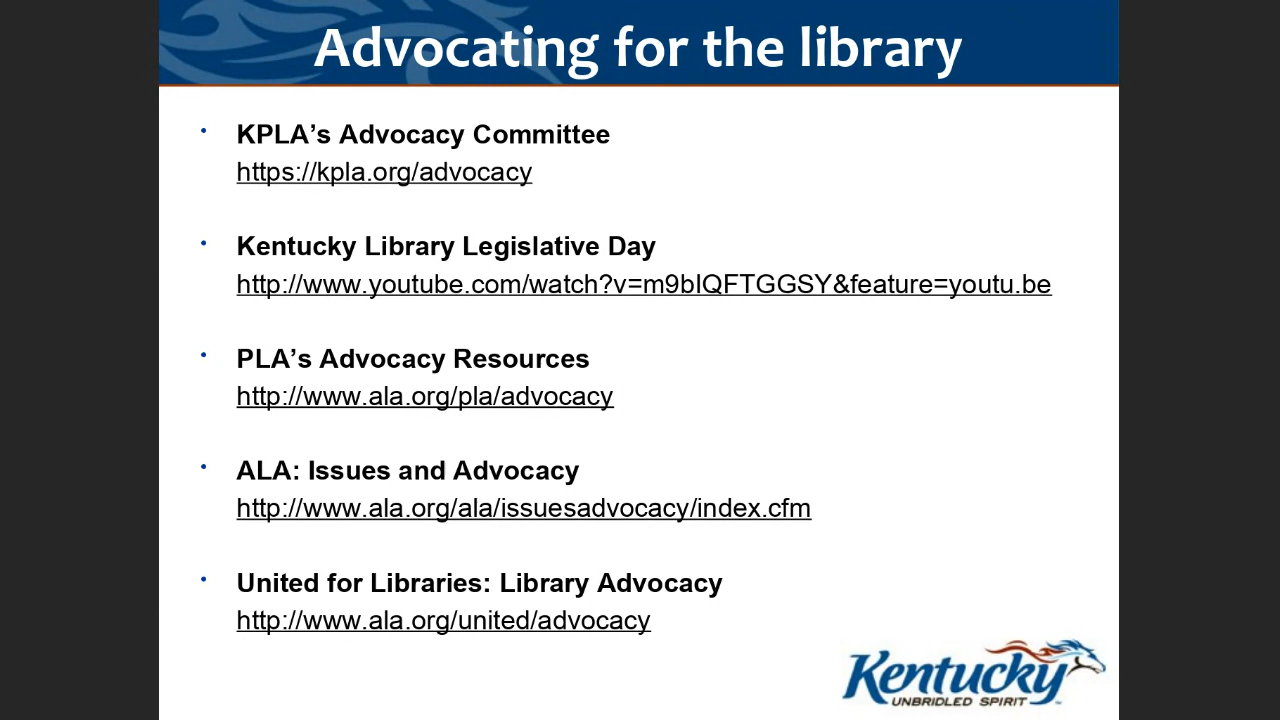 Advocating for the library
• KPLA’s Advocacy Committee
https://kpla.org/advocacy
• Kentucky Library Legislative Day
http://www.youtube.com/watch?v=m9bIQFTGGSY&feature=youtu.be
• PLA’s Advocacy Resources
http://www.ala.org/pla/advocacy
• ALA: Issues and Advocacy
http://www.ala.org/ala/issuesadvocacy/index.cfm
• United for Libraries: Library Advocacy
http://www.ala.org/united/advocacy
Kentucky
UNBRIDLED SPIRIT™